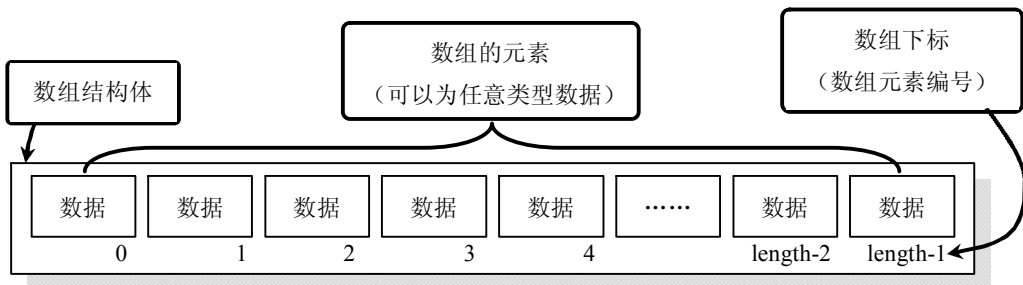 数组结构体
数组的元素
（可以为任意类型数据）
数组下标
（数组元素编号）
数据 数据 数据 数据 数据 …… 数据 数据
0 1 2 3 4 length-2 length-1